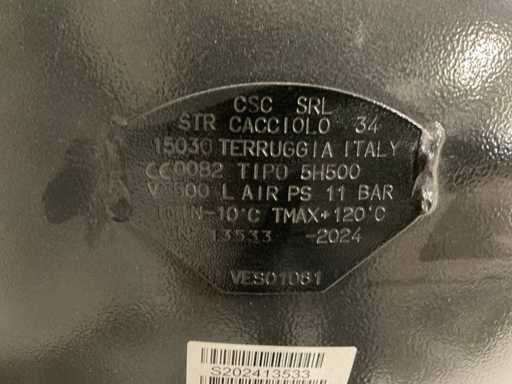 CSC SRL
STR CACCIOLO 34
15030 TERRUGGIA ITALY
CE0082 TIPO 5H500
V 500 L AIR PS 11 BAR
TMIN-10°C TMAX+120°C
13533 -2024
VES01061
S202413533